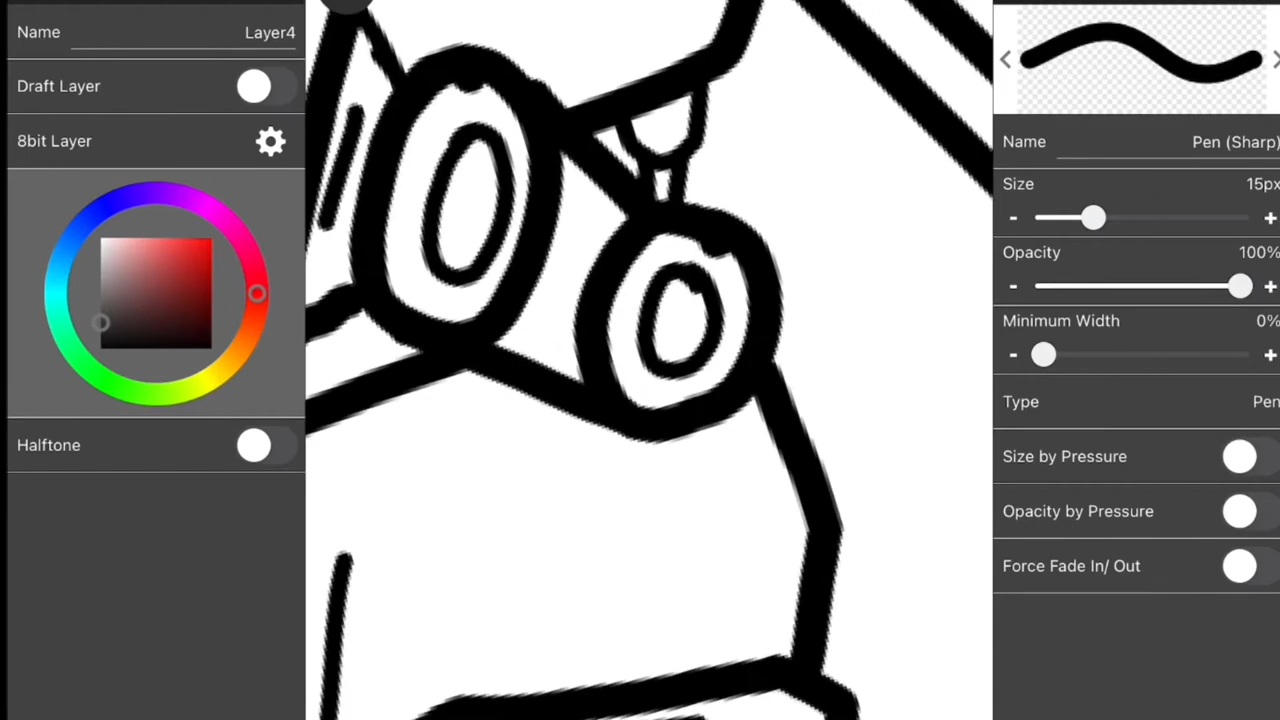 Name Layer4
Draft Layer
8bit Layer
Halftone
Name Pen (Sharp)
Size 15px
- +
Opacity 100%
- +
Minimum Width 0%
- +
Type Pen
Size by Pressure
Opacity by Pressure
Force Fade In/ Out